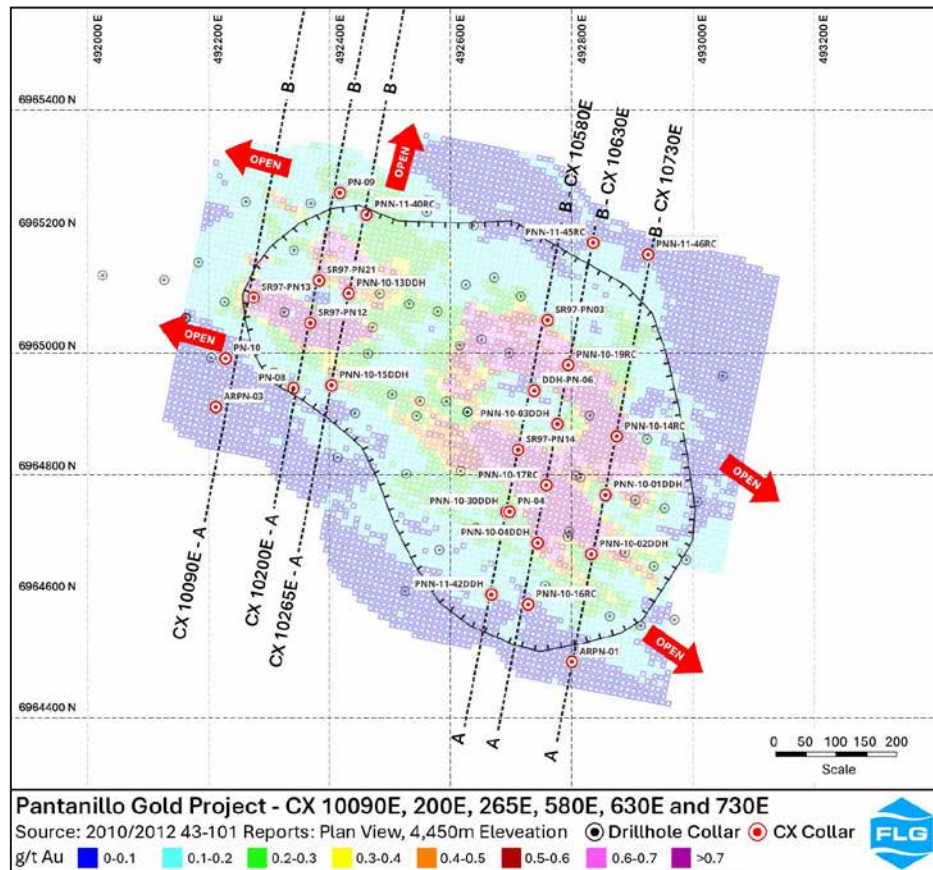 492000 E
492200 E
492400 E
492600 E
492800 E
493000 E
493200 E
6965400 N
B
B
B
OPEN
OPEN
B - CX 10580E
B - CX 10630E
B - CX 10730E
PN-09
6965200 N
PNN-11-40RC
PNN-11-45RC
PNN-11-46RC
SR97-PN21
SR97-PN13
PNN-10-13DDH
SR97-PN12
SR97-PN03
OPEN
6965000 N
PN-10
PNN-10-19RC
PN-08
PNN-10-15DDH
DDH-PN-06
ARPN-03
PNN-10-03DDH
PNN-10-14RC
SR97-PN14
6964800 N
PNN-10-17RC
OPEN
PNN-10-01DDH
PNN-10-30DDH
PN-04
PNN-10-04DDH
PNN-10-02DDH
6964600 N
PNN-11-42DDH
PNN-10-16RC
CX 10090E - A
CX 10200E - A
CX 10265E - A
OPEN
ARPN-01
6964400 N
A
A
A
0 50 100 150 200
Scale
Pantanillo Gold Project - CX 10090E, 200E, 265E, 580E, 630E and 730E
Source: 2010/2012 43-101 Reports: Plan View, 4,450m Eleveation Drillhole Collar CX Collar
g/t Au 0-0.1 0.1-0.2 0.2-0.3 0.3-0.4 0.4-0.5 0.5-0.6 0.6-0.7 >0.7
FLG